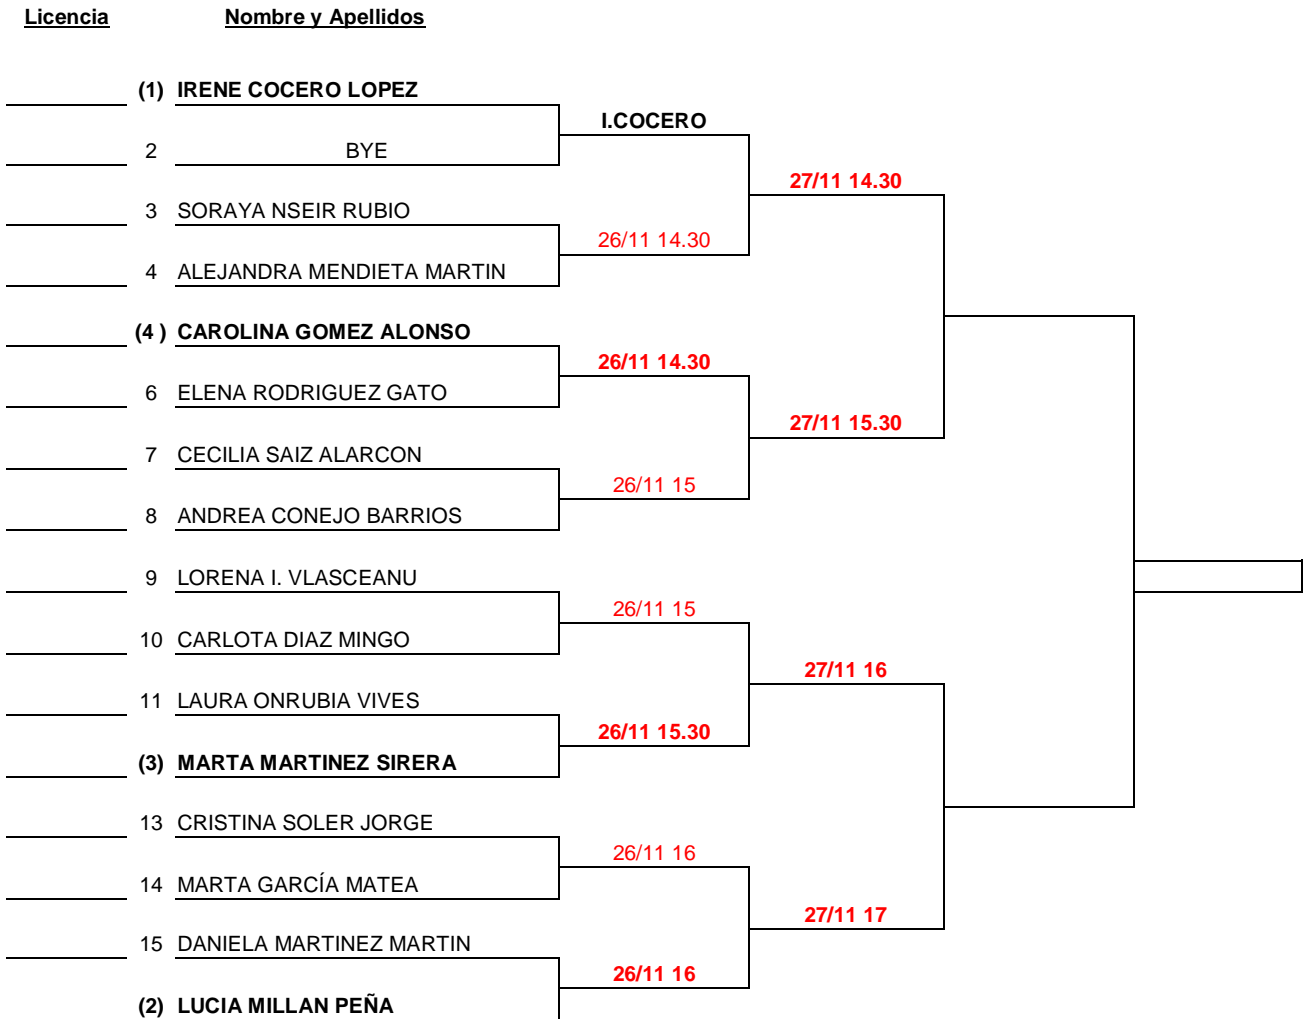 Licencia Nombre y Apellidos
(1) IRENE COCERO LOPEZ
I.COCERO
2 BYE
27/11 14.30
3 SORAYA NSEIR RUBIO
26/11 14.30
4 ALEJANDRA MENDIETA MARTIN
(4 ) CAROLINA GOMEZ ALONSO
26/11 14.30
6 ELENA RODRIGUEZ GATO
27/11 15.30
7 CECILIA SAIZ ALARCON
26/11 15
8 ANDREA CONEJO BARRIOS
9 LORENA I. VLASCEANU
26/11 15
10 CARLOTA DIAZ MINGO
27/11 16
11 LAURA ONRUBIA VIVES
26/11 15.30
(3) MARTA MARTINEZ SIRERA
13 CRISTINA SOLER JORGE
26/11 16
14 MARTA GARCÍA MATEA
27/11 17
15 DANIELA MARTINEZ MARTIN
26/11 16
(2) LUCIA MILLAN PEÑA